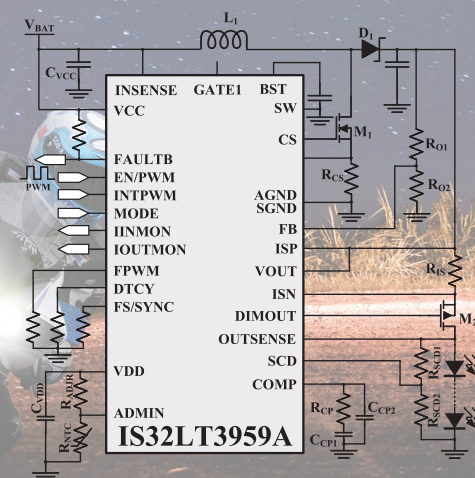 L1
VBAT
D1
CVCC
INSENSE
GATE1
BST
VCC
SW
CS
M1
FAULTB
RO1
EN/PWM
RCS
RO2
PWM
INTPWM
AGND
MODE
SGND
IINMON
FB
IOUTMON
ISP
FPWM
VOUT
RIS
DTCY
ISN
FS/SYNC
DIMOUT
M2
OUTSENSE
RSCD1
SCD
VDD
COMP
CVDD
RADJR
RSCD2
RCP
CCP2
ADMIN
RNTC
CCP1
IS32LT3959A